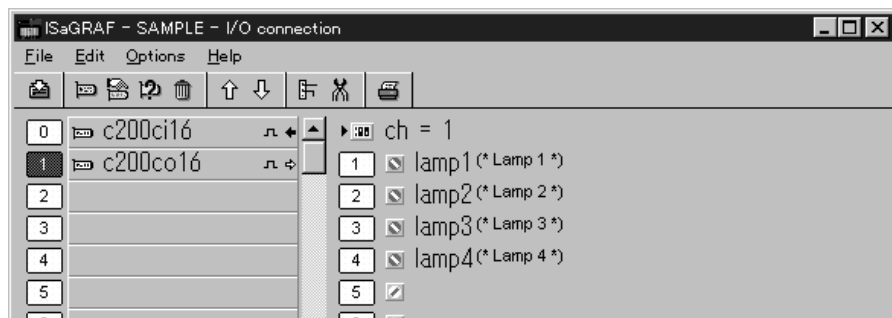 ISaGRAF - SAMPLE - I/O connection
File Edit Options Help
0 c200ci16
1 c200co16
2
3
4
5
ch = 1
1 lamp1 (* Lamp 1 *)
2 lamp2 (* Lamp 2 *)
3 lamp3 (* Lamp 3 *)
4 lamp4 (* Lamp 4 *)
5